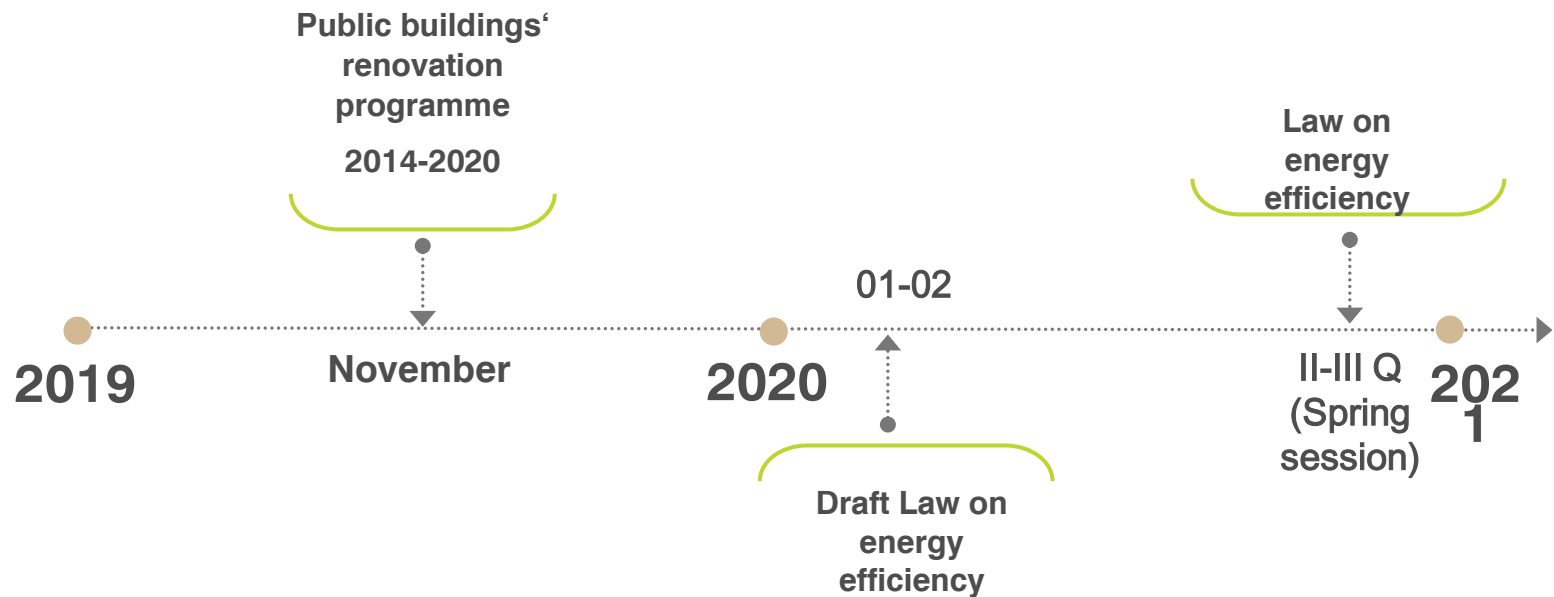 Public buildings‘
renovation
programme
2014-2020
Law on
energy
efficiency
01-02
2019
November
2020
II-III Q
(Spring
session)
202
1
Draft Law on
energy
efficiency